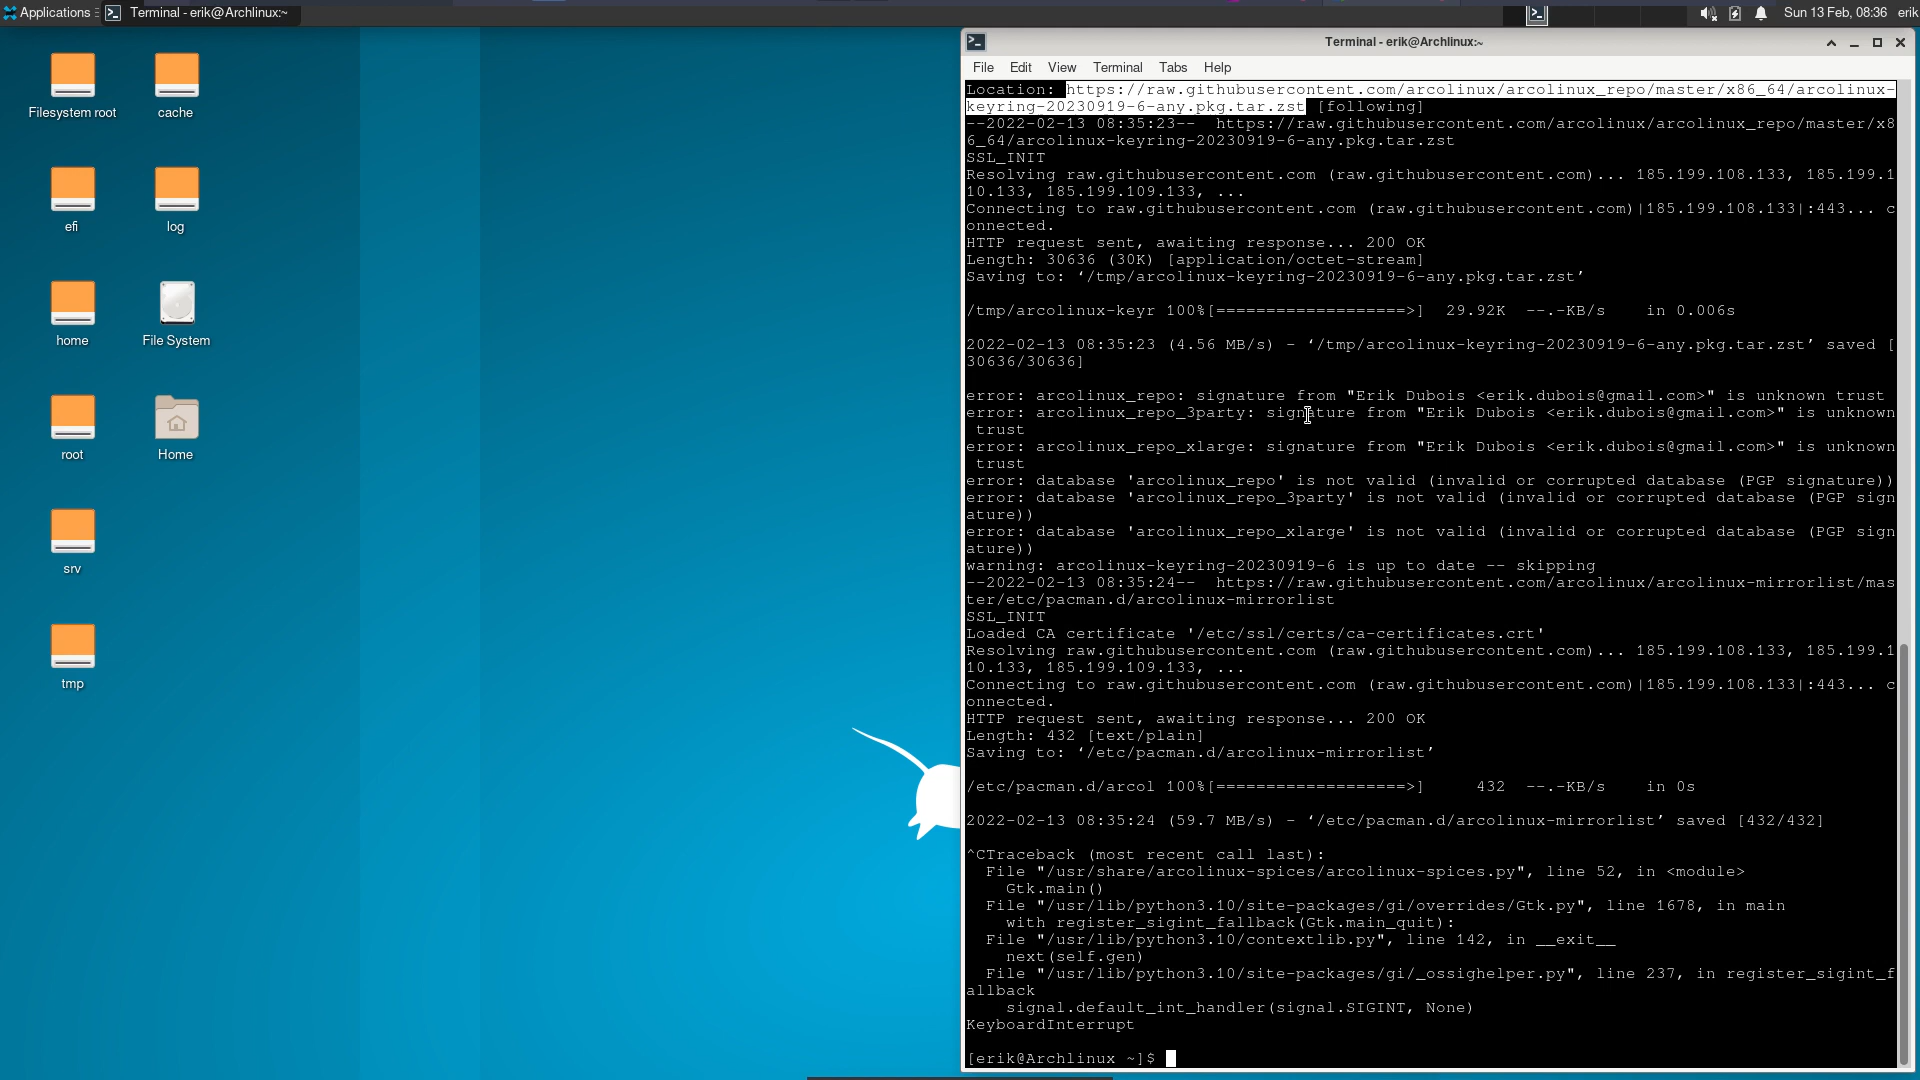 Applications
Terminal - erik@Archlinux:~
Sun 13 Feb, 08:36
erik
Filesystem root
cache
efi
log
home
File System
root
Home
srv
tmp
Terminal - erik@Archlinux:~
File Edit View Terminal Tabs Help
Location: https://raw.githubusercontent.com/arcolinux/arcolinux_repo/master/x86_64/arcolinux-
keyring-20230919-6-any.pkg.tar.zst [following]
--2022-02-13 08:35:23--  https://raw.githubusercontent.com/arcolinux/arcolinux_repo/master/x8
6_64/arcolinux-keyring-20230919-6-any.pkg.tar.zst
SSL_INIT
Resolving raw.githubusercontent.com (raw.githubusercontent.com)... 185.199.108.133, 185.199.1
10.133, 185.199.109.133, ...
Connecting to raw.githubusercontent.com (raw.githubusercontent.com)|185.199.108.133|:443... c
onnected.
HTTP request sent, awaiting response... 200 OK
Length: 30636 (30K) [application/octet-stream]
Saving to: ‘/tmp/arcolinux-keyring-20230919-6-any.pkg.tar.zst’
/tmp/arcolinux-keyr 100%[===================>]  29.92K  --.-KB/s    in 0.006s
2022-02-13 08:35:23 (4.56 MB/s) - ‘/tmp/arcolinux-keyring-20230919-6-any.pkg.tar.zst’ saved [
30636/30636]
error: arcolinux_repo: signature from "Erik Dubois <erik.dubois@gmail.com>" is unknown trust
error: arcolinux_repo_3party: signature from "Erik Dubois <erik.dubois@gmail.com>" is unknown
 trust
error: arcolinux_repo_xlarge: signature from "Erik Dubois <erik.dubois@gmail.com>" is unknown
 trust
error: database 'arcolinux_repo' is not valid (invalid or corrupted database (PGP signature))
error: database 'arcolinux_repo_3party' is not valid (invalid or corrupted database (PGP sign
ature))
error: database 'arcolinux_repo_xlarge' is not valid (invalid or corrupted database (PGP sign
ature))
warning: arcolinux-keyring-20230919-6 is up to date -- skipping
--2022-02-13 08:35:24--  https://raw.githubusercontent.com/arcolinux/arcolinux-mirrorlist/mas
ter/etc/pacman.d/arcolinux-mirrorlist
SSL_INIT
Loaded CA certificate '/etc/ssl/certs/ca-certificates.crt'
Resolving raw.githubusercontent.com (raw.githubusercontent.com)... 185.199.108.133, 185.199.1
10.133, 185.199.109.133, ...
Connecting to raw.githubusercontent.com (raw.githubusercontent.com)|185.199.108.133|:443... c
onnected.
HTTP request sent, awaiting response... 200 OK
Length: 432 [text/plain]
Saving to: ‘/etc/pacman.d/arcolinux-mirrorlist’
/etc/pacman.d/arcol 100%[===================>]     432  --.-KB/s    in 0s
2022-02-13 08:35:24 (59.7 MB/s) - ‘/etc/pacman.d/arcolinux-mirrorlist’ saved [432/432]
^CTraceback (most recent call last):
  File "/usr/share/arcolinux-spices/arcolinux-spices.py", line 52, in <module>
    Gtk.main()
  File "/usr/lib/python3.10/site-packages/gi/overrides/Gtk.py", line 1678, in main
    with register_sigint_fallback(Gtk.main_quit):
  File "/usr/lib/python3.10/contextlib.py", line 142, in __exit__
    next(self.gen)
  File "/usr/lib/python3.10/site-packages/gi/_ossighelper.py", line 237, in register_sigint_f
allback
    signal.default_int_handler(signal.SIGINT, None)
KeyboardInterrupt
[erik@Archlinux ~]$